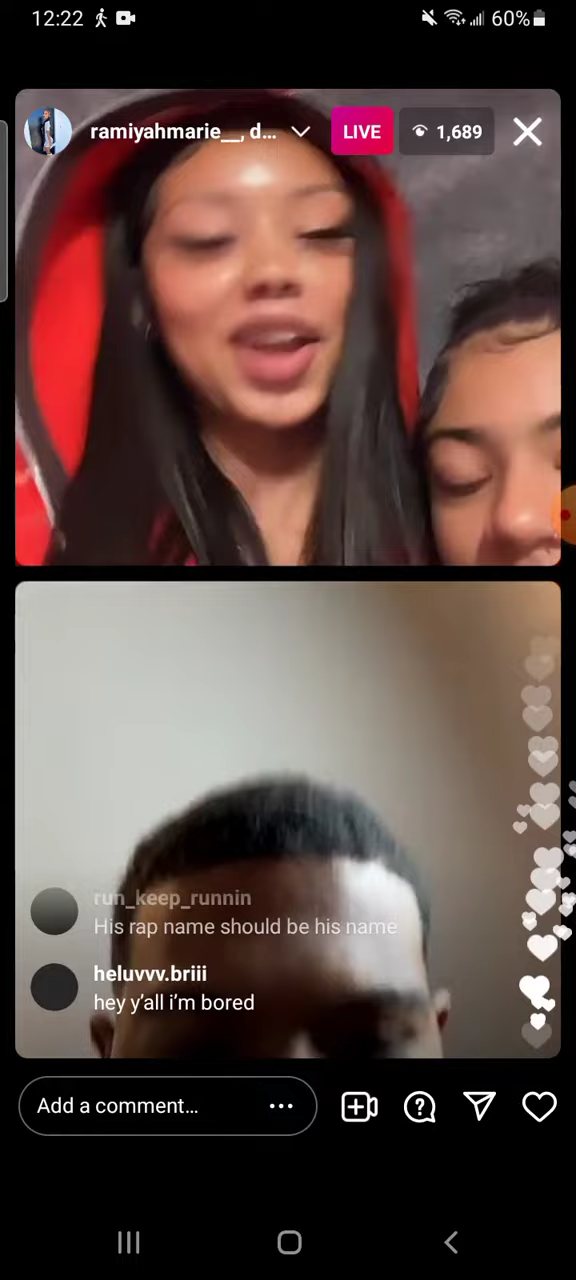 12:22 60%
ramiyahmarie__, d... LIVE 1,689
run_keep_runnin
His rap name should be his name
heluvvv.briii
hey y'all i'm bored
Add a comment...